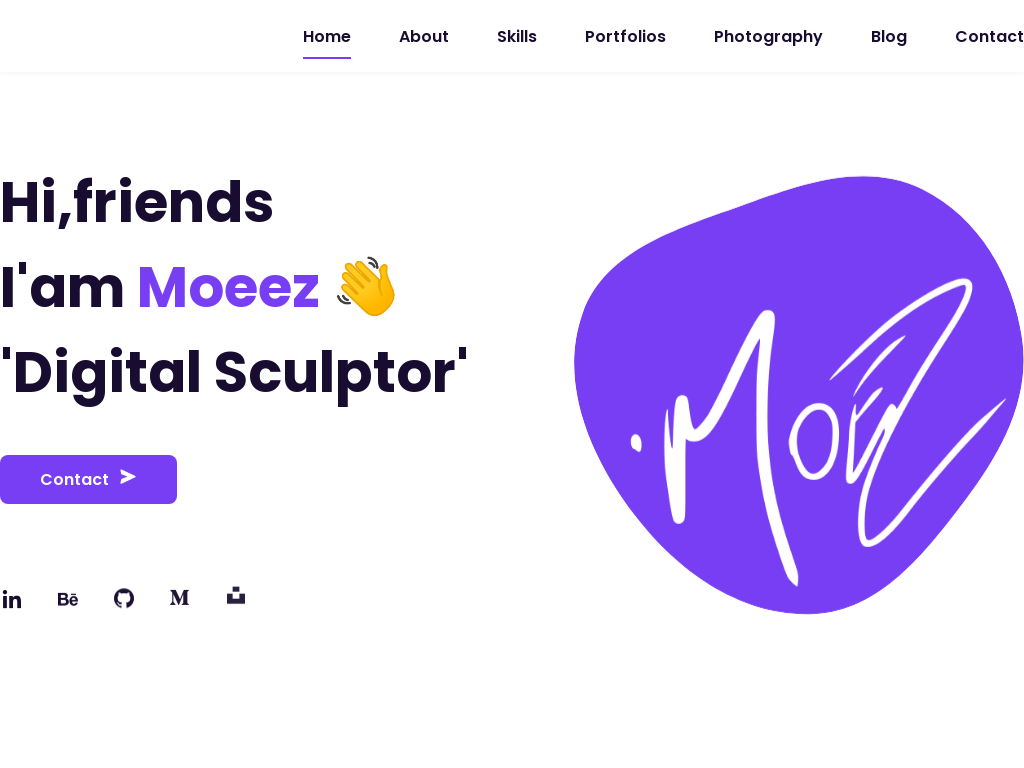 Home About Skills Portfolios Photography Blog Contact
Hi,friends
I'am Moeez 👋
'Digital Sculptor'
Contact
in Bē M
.MOEZ